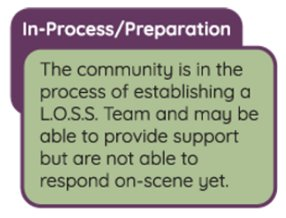 In-Process/Preparation
The community is in the
process of establishing a
L.O.S.S. Team and may be
able to provide support
but are not able to
respond on-scene yet.